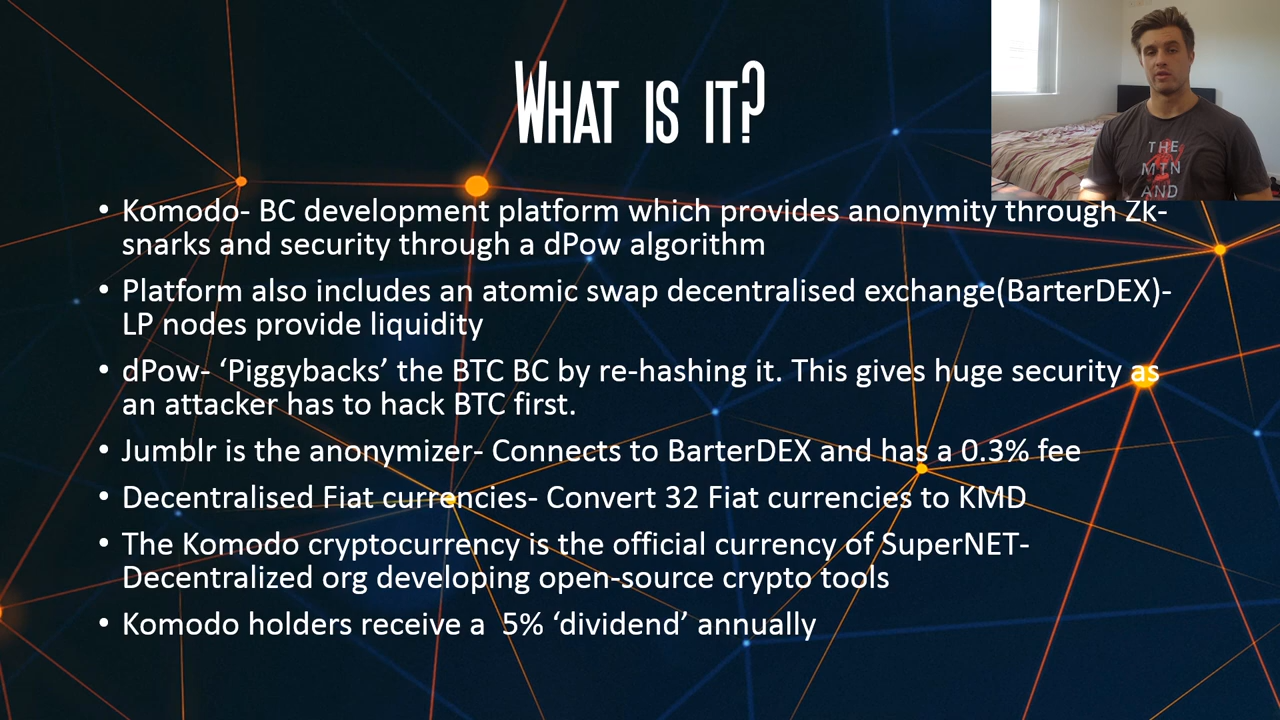 WHAT IS IT?
THE
MTN
AND
• Komodo- BC development platform which provides anonymity through Zk-
snarks and security through a dPow algorithm
• Platform also includes an atomic swap decentralised exchange(BarterDEX)-
LP nodes provide liquidity
• dPow- ‘Piggybacks’ the BTC BC by re-hashing it. This gives huge security as
an attacker has to hack BTC first.
• Jumblr is the anonymizer- Connects to BarterDEX and has a 0.3% fee
• Decentralised Fiat currencies- Convert 32 Fiat currencies to KMD
• The Komodo cryptocurrency is the official currency of SuperNET-
Decentralized org developing open-source crypto tools
• Komodo holders receive a  5% ‘dividend’ annually